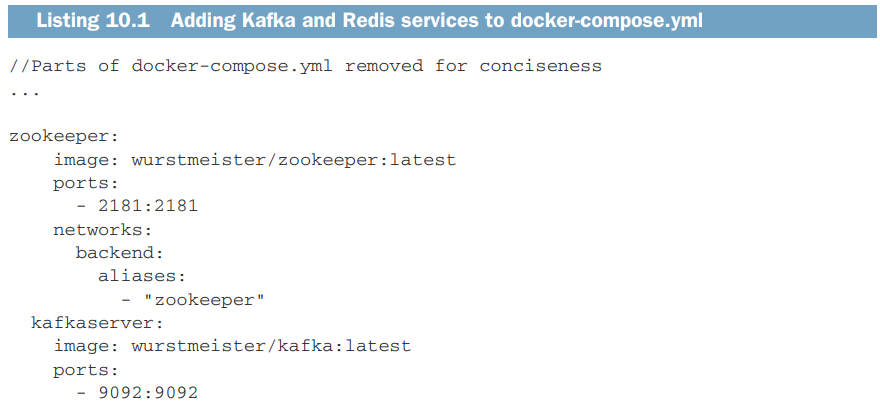 Listing 10.1 Adding Kafka and Redis services to docker-compose.yml
//Parts of docker-compose.yml removed for conciseness
...
zookeeper:
    image: wurstmeister/zookeeper:latest
    ports:
      - 2181:2181
    networks:
      backend:
        aliases:
          - "zookeeper"
  kafkaserver:
    image: wurstmeister/kafka:latest
    ports:
      - 9092:9092